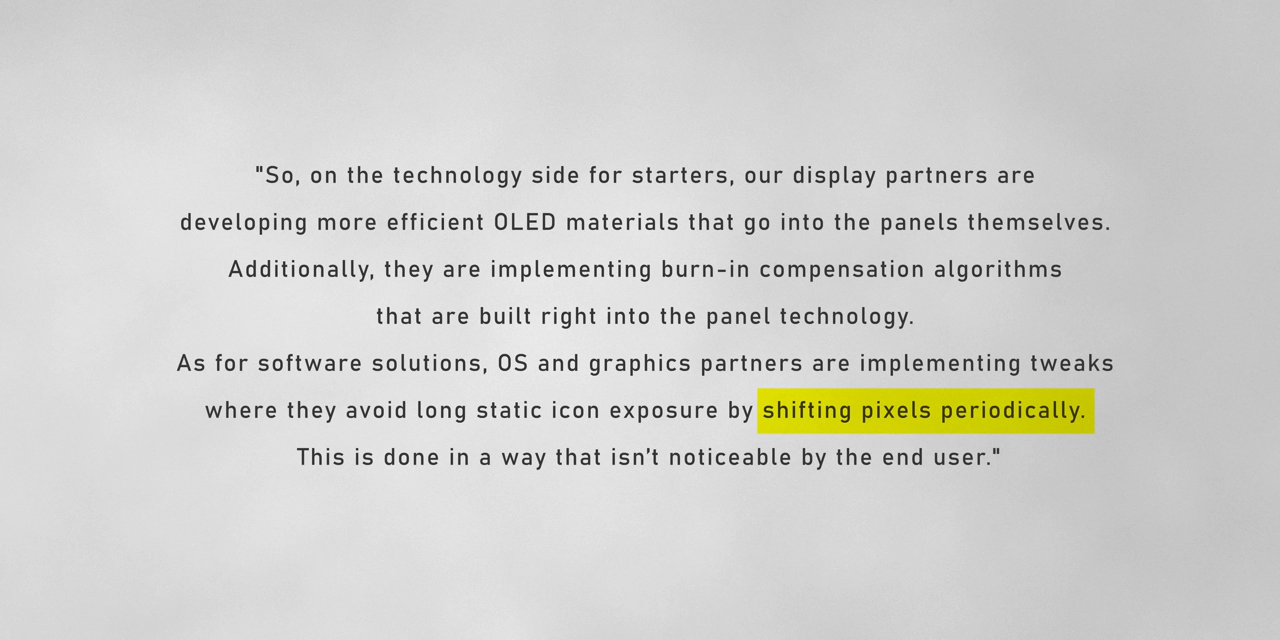 "So, on the technology side for starters, our display partners are
developing more efficient OLED materials that go into the panels themselves.
Additionally, they are implementing burn-in compensation algorithms
that are built right into the panel technology.
As for software solutions, OS and graphics partners are implementing tweaks
where they avoid long static icon exposure by shifting pixels periodically.
This is done in a way that isn’t noticeable by the end user."